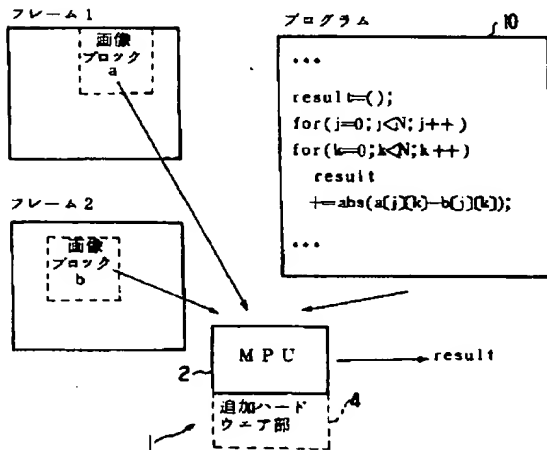 フレーム1
画像
ブロック
a
プログラム
10
...
result=();
for(j=0;j<N;j++)
for(k=0;k<N;k++)
result
+=abs(a[j][k]-b[j][k]);
...
フレーム2
画像
ブロック
b
MPU
2
result
追加ハード
ウェア部
4
1